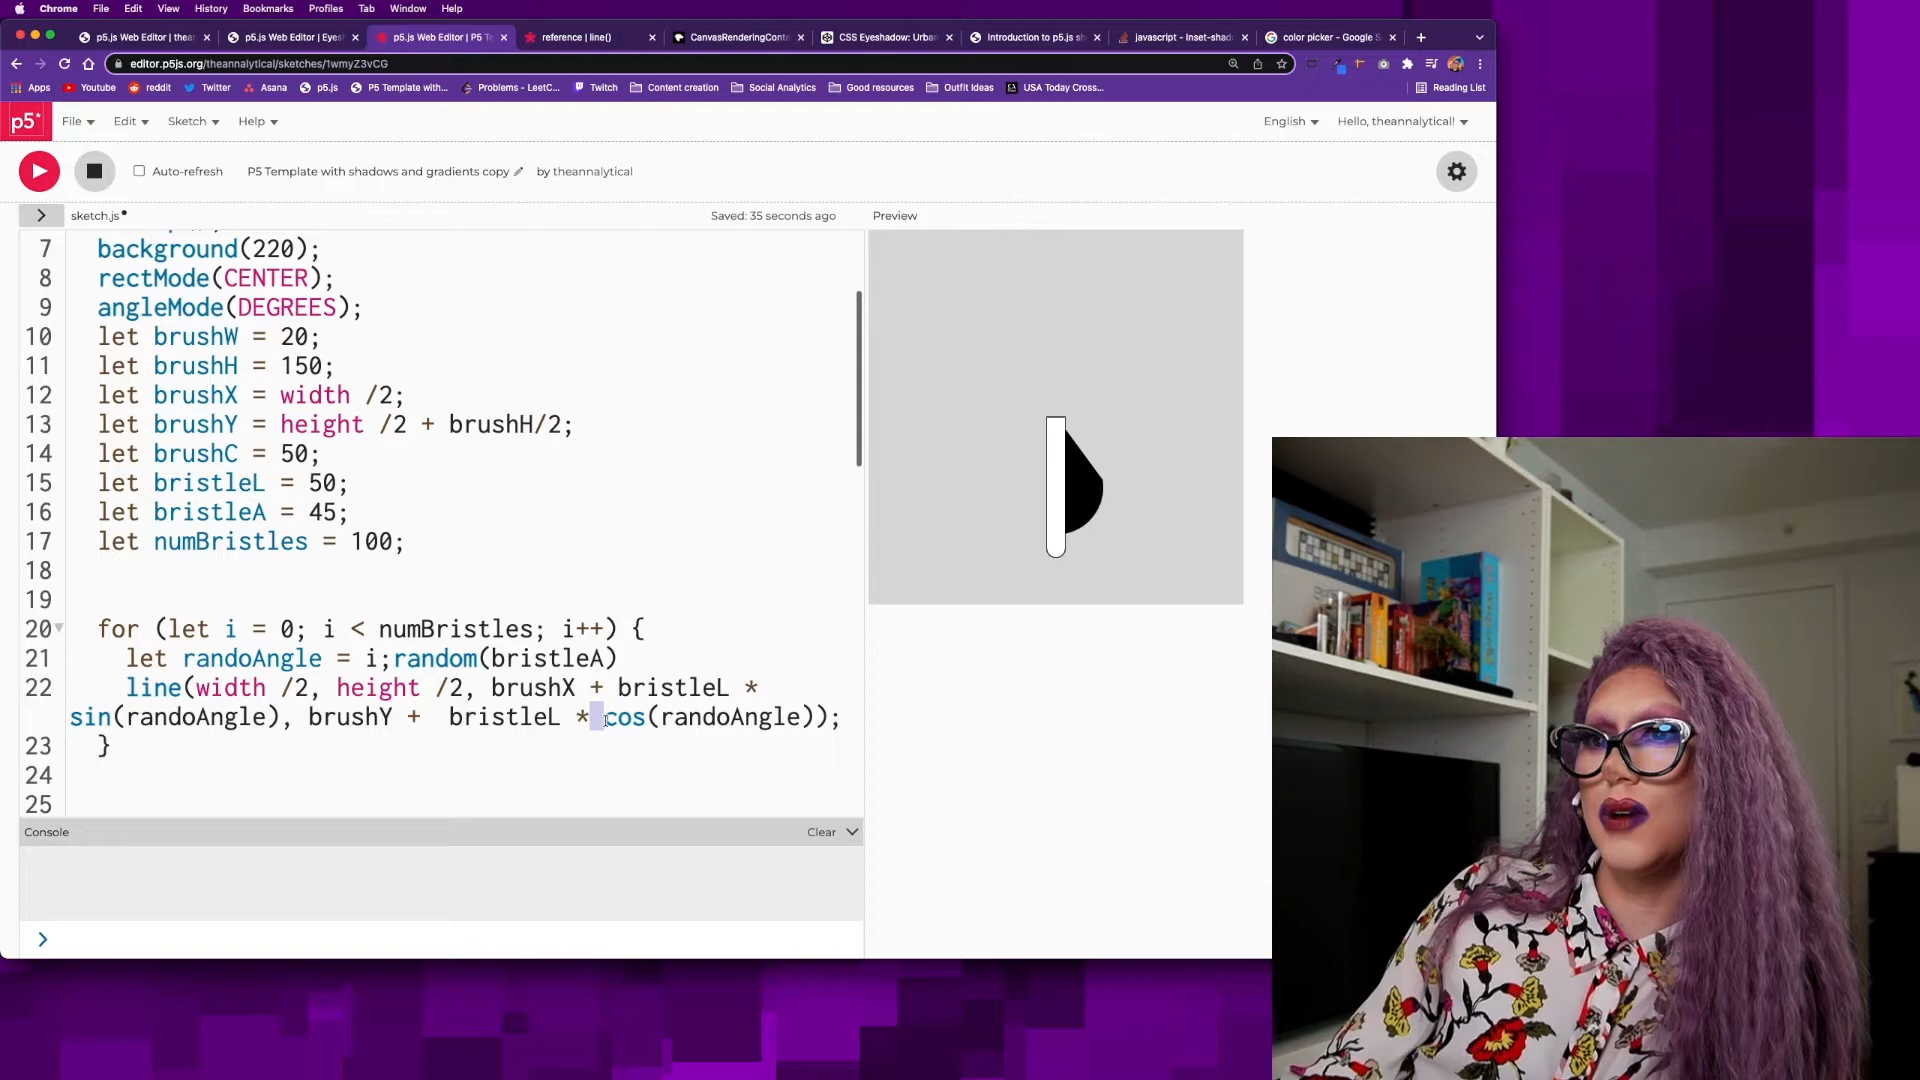 Chrome File Edit View History Bookmarks Profiles Tab Window Help
p5.js Web Editor | thean p5.js Web Editor | Eyesh p5.js Web Editor | P5 Te reference | line() CanvasRenderingConte CSS Eyeshadow: Urban Introduction to p5.js sh javascript - Inset-shad color picker - Google S
editor.p5js.org/theannalytical/sketches/1wmyZ3vCG
Apps Youtube reddit Twitter Asana p5.js P5 Template with... Problems - LeetC... Twitch Content creation Social Analytics Good resources Outfit Ideas USA Today Cross... Reading List
p5* File Edit Sketch Help English Hello, theannalytical!
Auto-refresh P5 Template with shadows and gradients copy by theannalytical
sketch.js Saved: 35 seconds ago Preview
7 background(220);
8 rectMode(CENTER);
9 angleMode(DEGREES);
10 let brushW = 20;
11 let brushH = 150;
12 let brushX = width /2;
13 let brushY = height /2 + brushH/2;
14 let brushC = 50;
15 let bristleL = 50;
16 let bristleA = 45;
17 let numBristles = 100;
18
19
20 for (let i = 0; i < numBristles; i++) {
21 let randoAngle = i;random(bristleA)
22 line(width /2, height /2, brushX + bristleL *
sin(randoAngle), brushY + bristleL * cos(randoAngle));
23 }
24
25
Console Clear
>